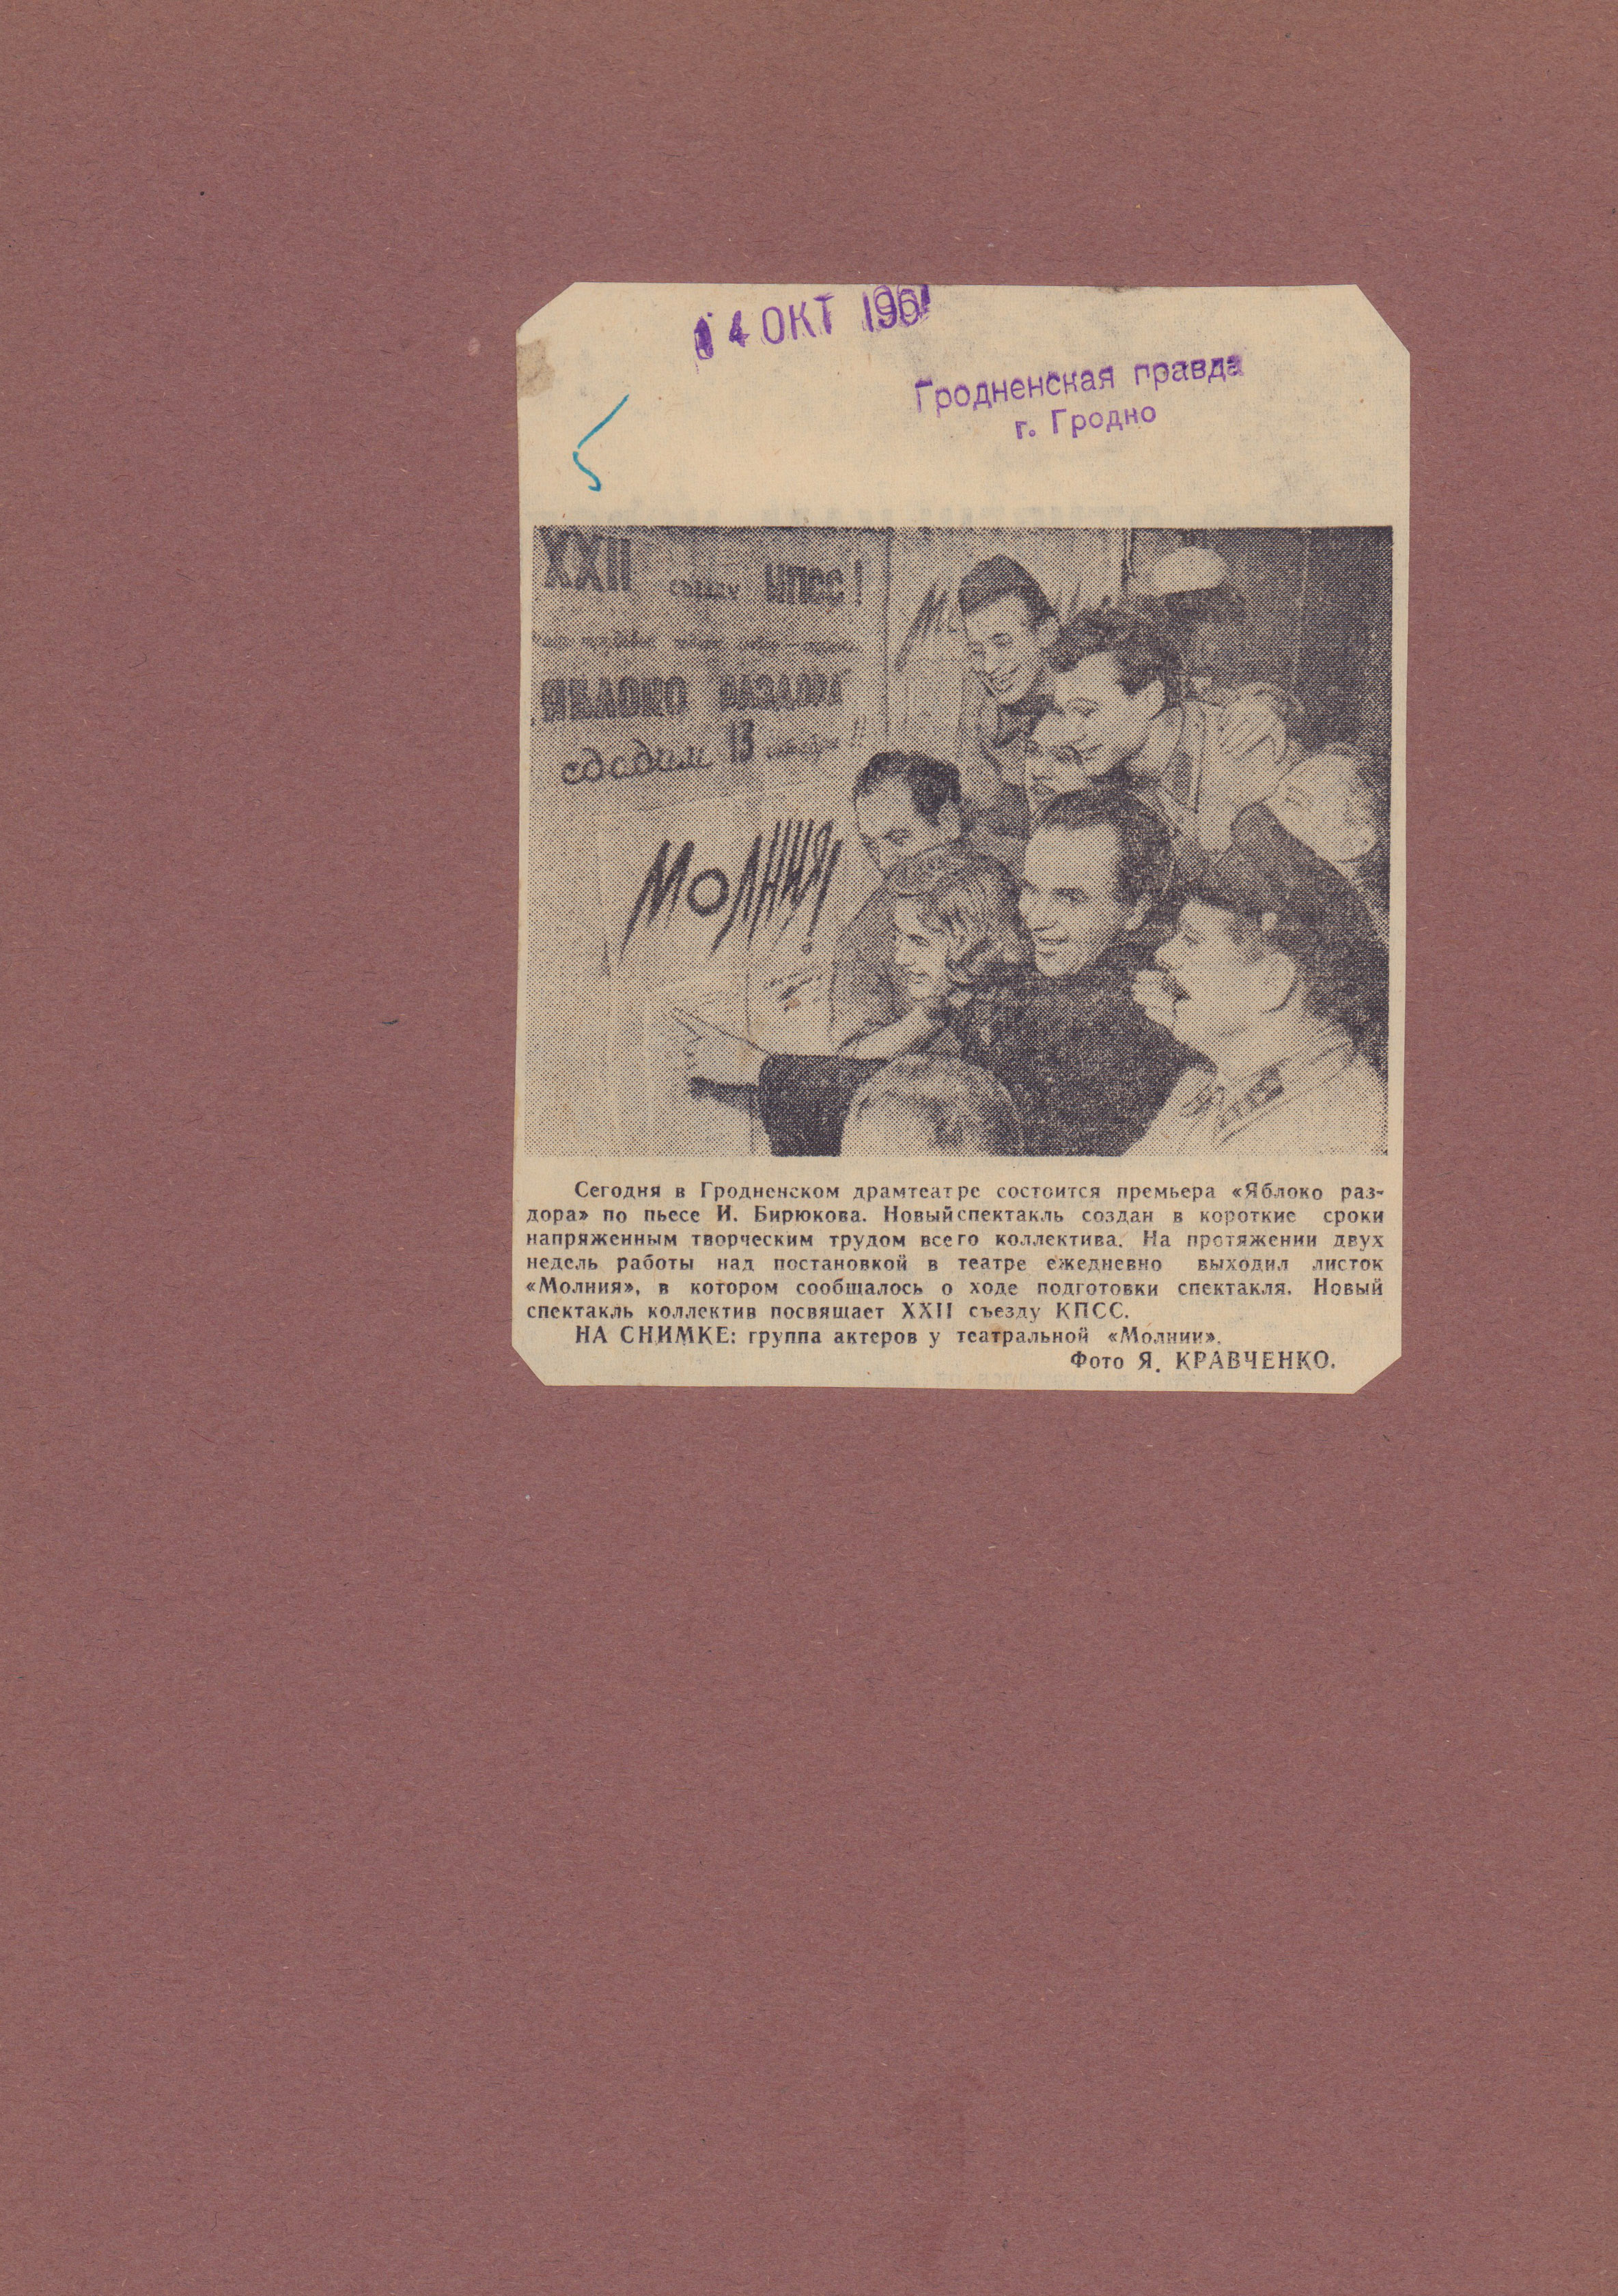 14 ОКТ 1961
Гродненская правда
г. Гродно
XXII съезду КПСС!
ЯБЛОКО РАЗДОРА
сдадим 13
МОЛНИЯ
Сегодня в Гродненском драмтеатре состоится премьера «Яблоко раз-
дора» по пьесе И. Бирюкова. Новый спектакль создан в короткие сроки
напряженным творческим трудом всего коллектива. На протяжении двух
недель работы над постановкой в театре ежедневно выходил листок
«Молния», в котором сообщалось о ходе подготовки спектакля. Новый
спектакль коллектив посвящает XXII съезду КПСС.
НА СНИМКЕ: группа актеров у театральной «Молнии».
Фото Я. КРАВЧЕНКО.